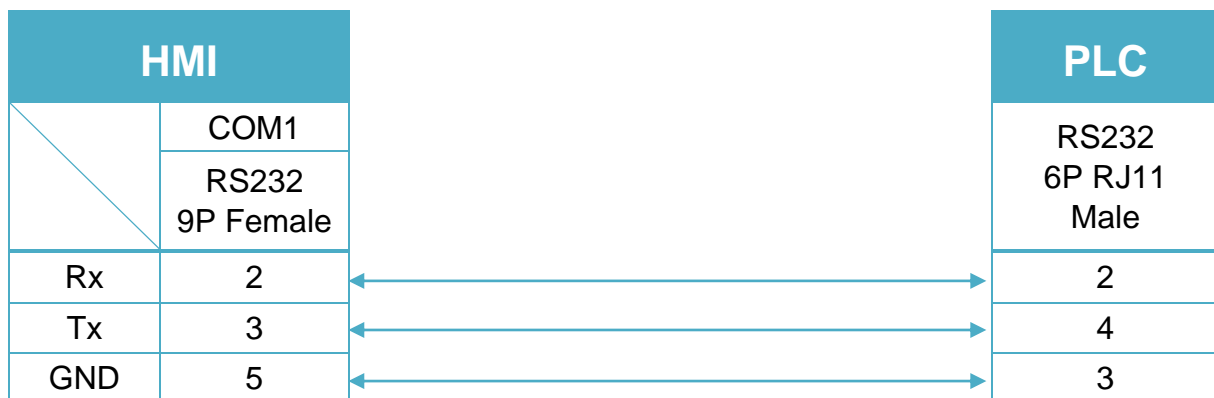 HMI
PLC
COM1
RS232
9P Female
RS232
6P RJ11
Male
Rx 2 2
Tx 3 4
GND 5 3